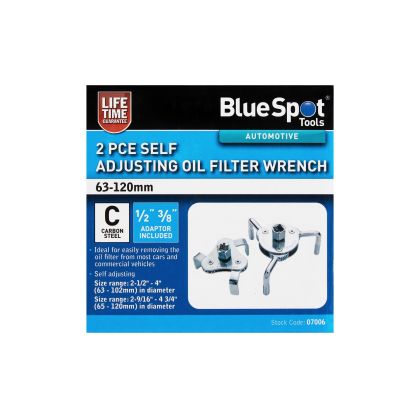 LIFE
TIME
GUARANTEE
BlueSpot®
Tools
AUTOMOTIVE
2 PCE SELF
ADJUSTING OIL FILTER WRENCH
63-120mm
C
CARBON
STEEL
1/2" 3/8"
ADAPTOR
INCLUDED
• Ideal for easily removing the
oil filter from most cars and
commercial vehicles
• Self adjusting
Size range: 2-1/2" - 4"
(63 - 102mm) in diameter
Size range: 2-9/16" - 4 3/4"
(65 - 120mm) in diameter
Stock Code: 07006